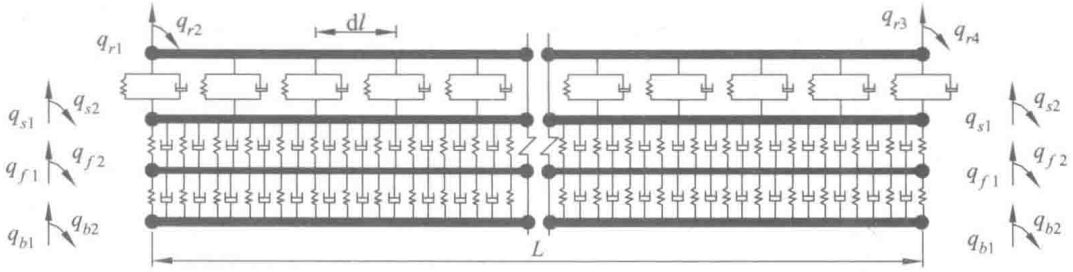 q_{r1}
q_{r2}
dl
q_{r3}
q_{r4}
q_{s1}
q_{s2}
q_{s1}
q_{s2}
q_{f1}
q_{f2}
q_{f1}
q_{f2}
q_{b1}
q_{b2}
q_{b1}
q_{b2}
L